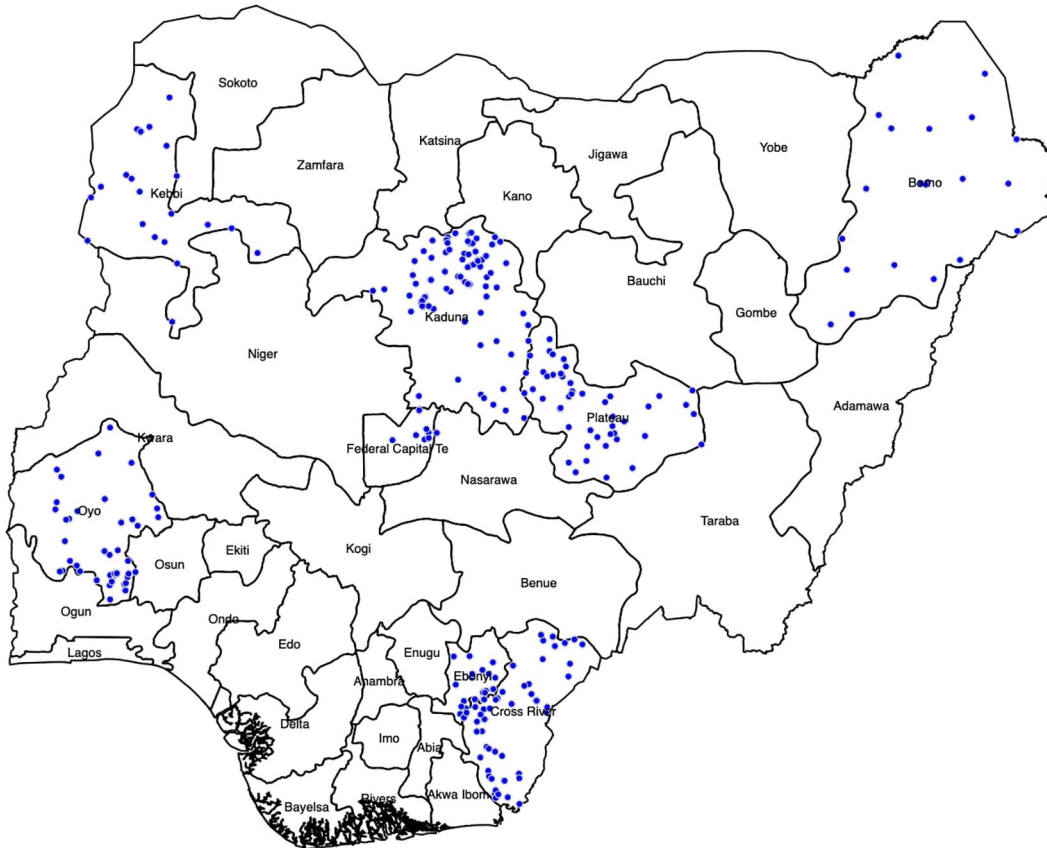 Sokoto
Katsina
Jigawa
Yobe
Borno
Zamfara
Kano
Kebbi
Bauchi
Gombe
Kaduna
Niger
Adamawa
Plateau
Kwara
Federal Capital Te
Nasarawa
Oyo
Taraba
Kogi
Ekiti
Osun
Benue
Ogun
Ondo
Edo
Enugu
Lagos
Ebonyi
Anambra
Cross River
Delta
Imo
Abia
Akwa Ibom
Rivers
Bayelsa